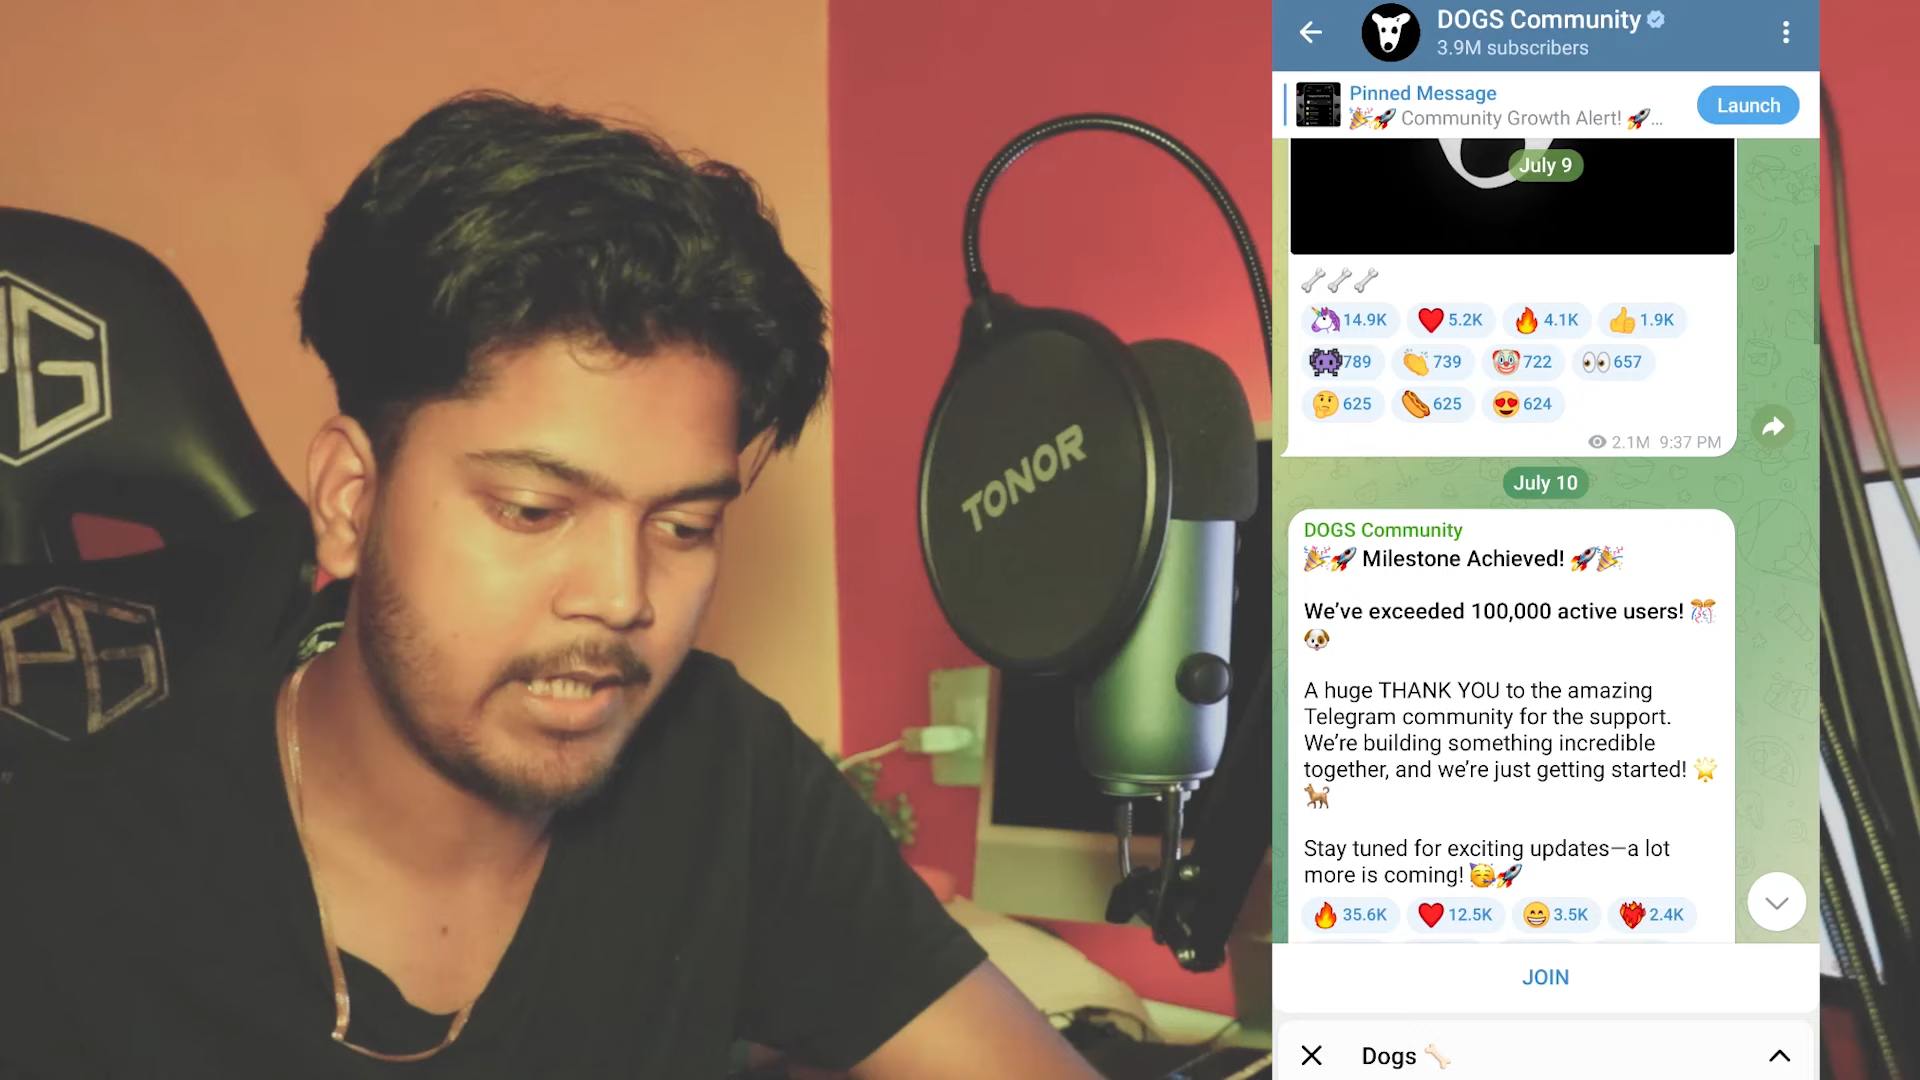 PG
PG
TONOR
DOGS Community
3.9M subscribers
Pinned Message
🎉🚀 Community Growth Alert! 🚀...
Launch
July 9
🦴🦴🦴
🦄 14.9K ❤️ 5.2K 🔥 4.1K 👍 1.9K
👾 789 👏 739 🤡 722 👀 657
🤔 625 🌭 625 😍 624
2.1M 9:37 PM
July 10
DOGS Community
🎉🚀 Milestone Achieved! 🚀🎉
We’ve exceeded 100,000 active users! 🎊
🐶
A huge THANK YOU to the amazing
Telegram community for the support.
We’re building something incredible
together, and we’re just getting started! 🌟
🐕
Stay tuned for exciting updates—a lot
more is coming! 🥳🚀
🔥 35.6K ❤️ 12.5K 😁 3.5K ❤️‍🔥 2.4K
JOIN
Dogs 🦴